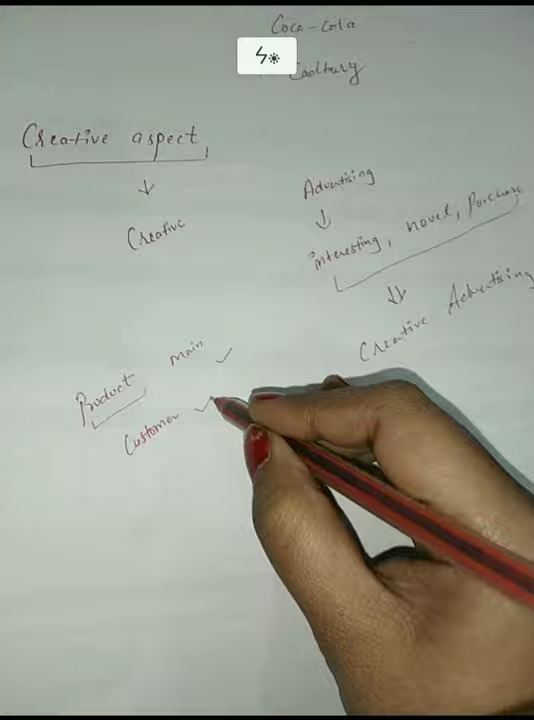 Coca-cola
Cadbury
Creative aspect
Creative
Advertising
interesting, novel, Purchase
Creative Advertising
Main
Product
Customer